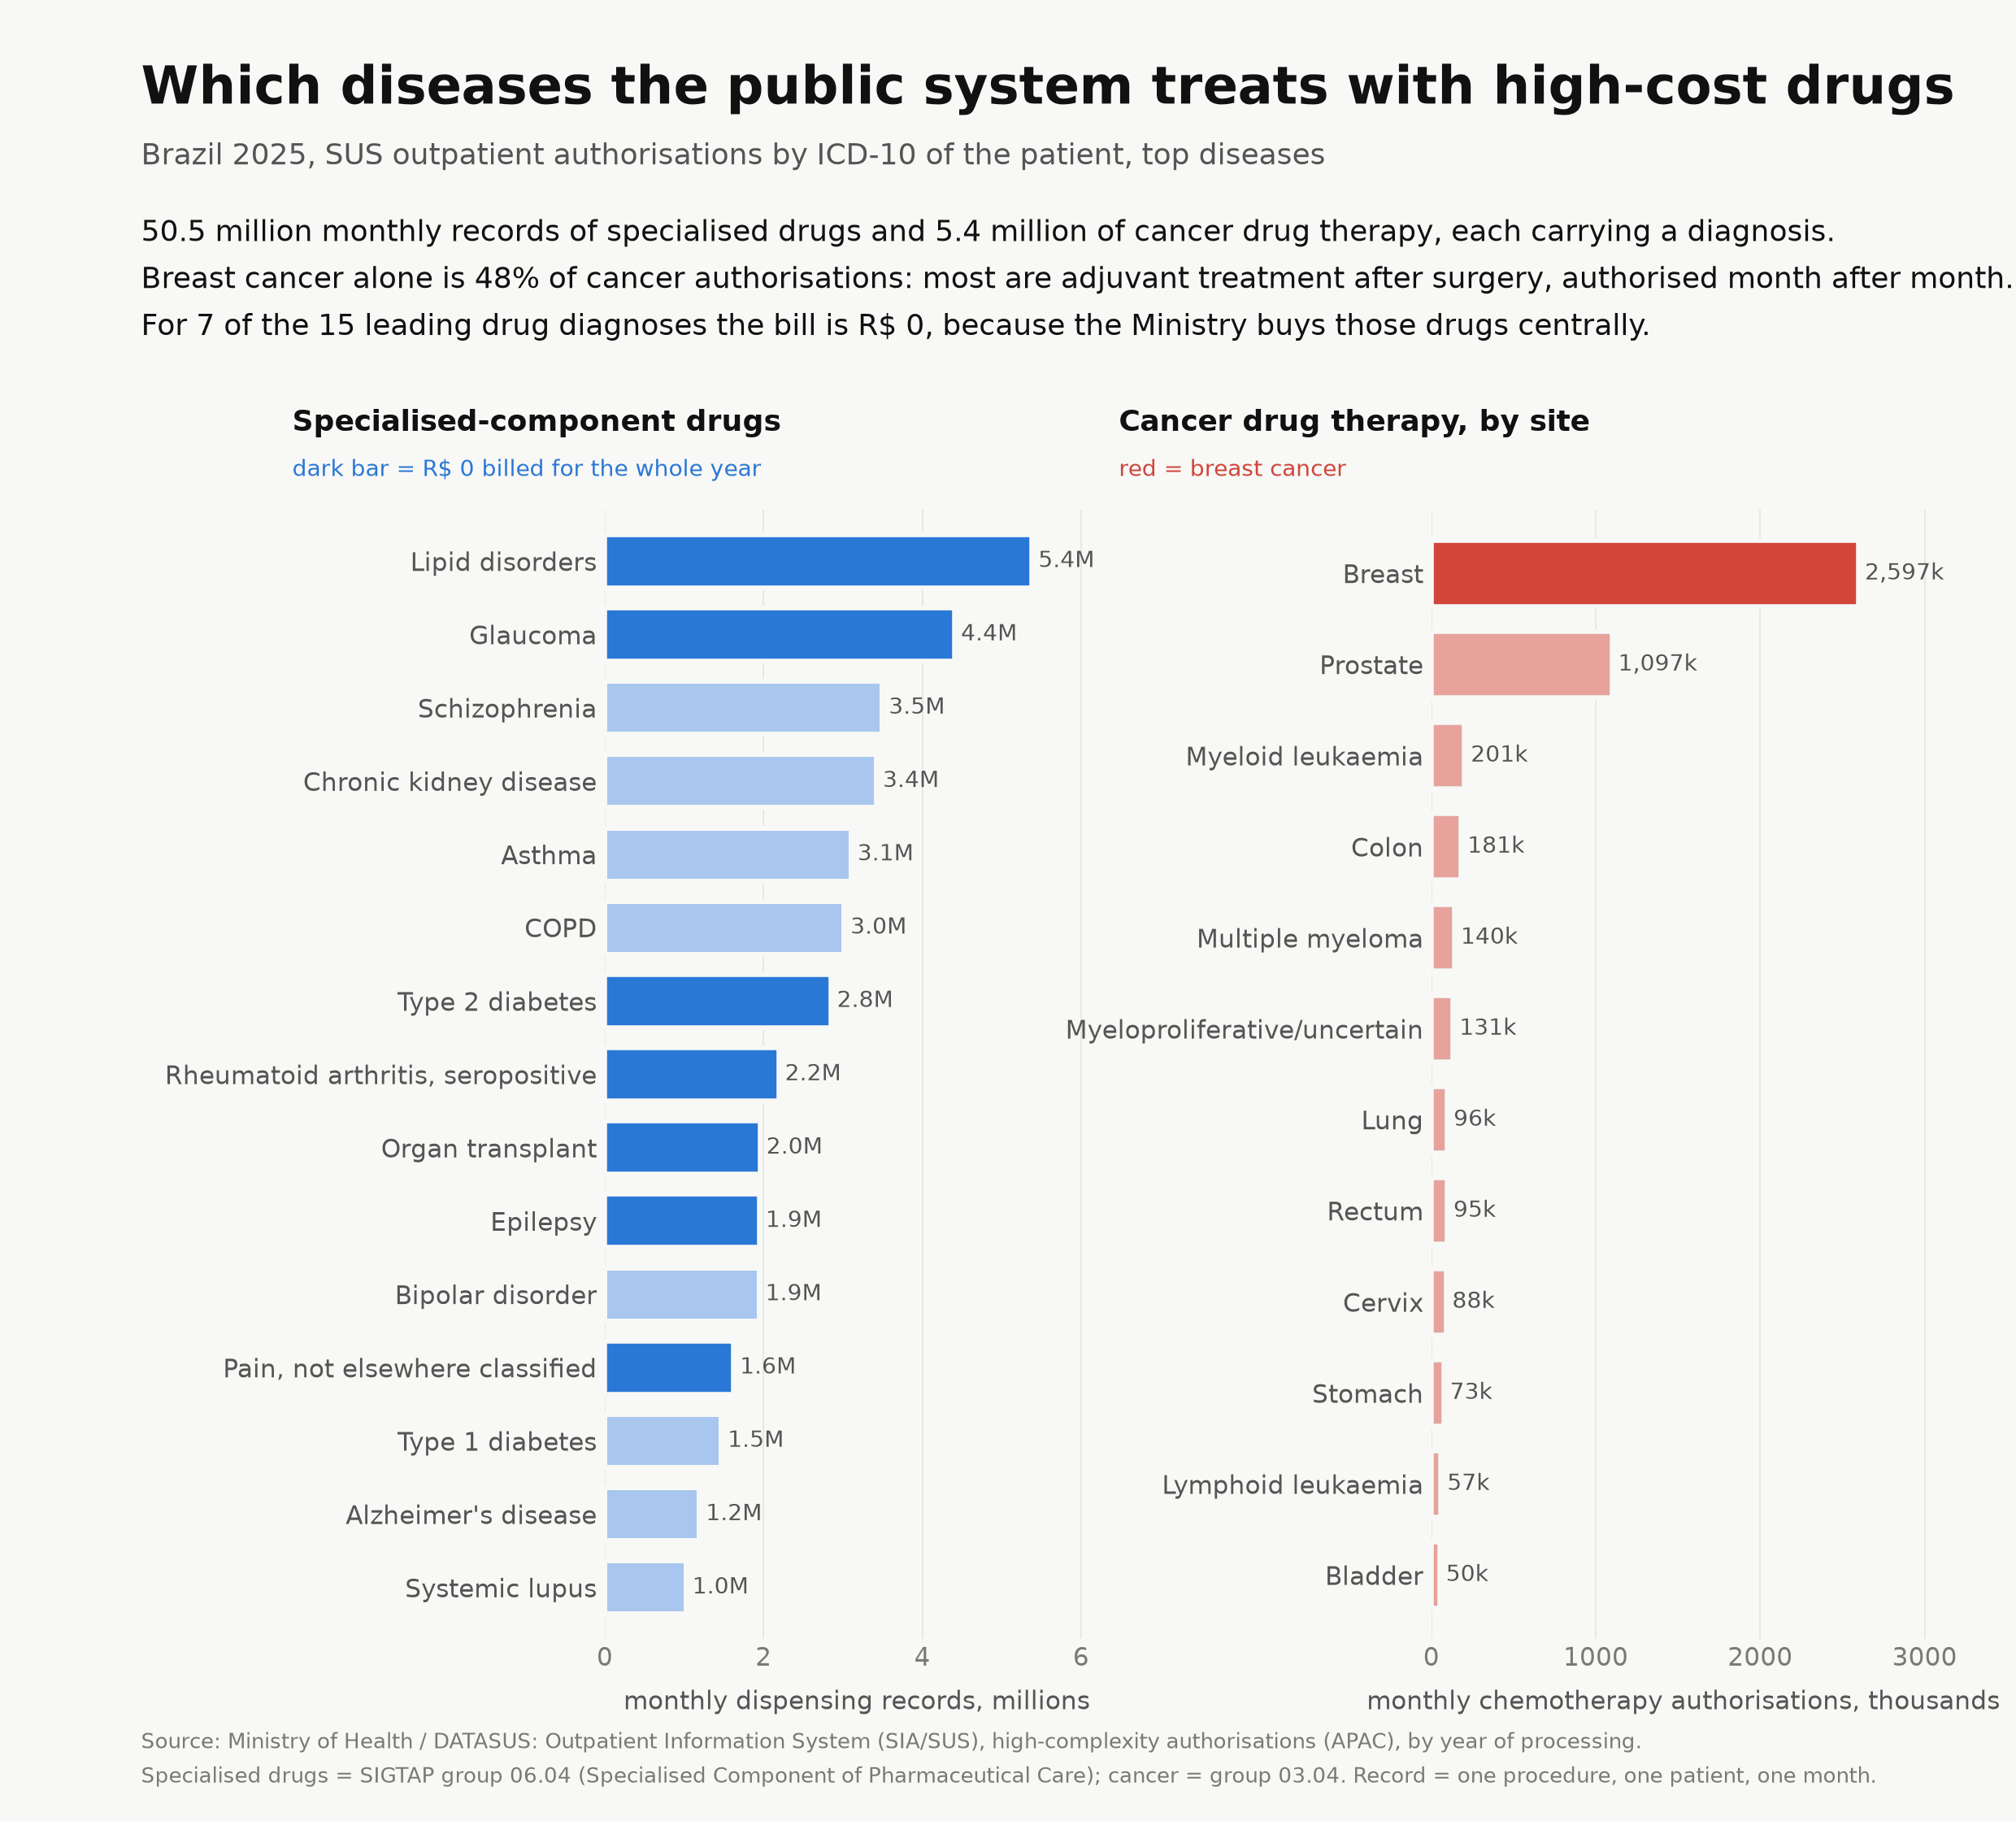 Which diseases the public system treats with high-cost drugs
Brazil 2025, SUS outpatient authorisations by ICD-10 of the patient, top diseases
50.5 million monthly records of specialised drugs and 5.4 million of cancer drug therapy, each carrying a diagnosis.
Breast cancer alone is 48% of cancer authorisations: most are adjuvant treatment after surgery, authorised month after month.
For 7 of the 15 leading drug diagnoses the bill is R$ 0, because the Ministry buys those drugs centrally.
Specialised-component drugs
dark bar = R$ 0 billed for the whole year
Lipid disorders 5.4M
Glaucoma 4.4M
Schizophrenia 3.5M
Chronic kidney disease 3.4M
Asthma 3.1M
COPD 3.0M
Type 2 diabetes 2.8M
Rheumatoid arthritis, seropositive 2.2M
Organ transplant 2.0M
Epilepsy 1.9M
Bipolar disorder 1.9M
Pain, not elsewhere classified 1.6M
Type 1 diabetes 1.5M
Alzheimer's disease 1.2M
Systemic lupus 1.0M
0 2 4 6
monthly dispensing records, millions
Cancer drug therapy, by site
red = breast cancer
Breast 2,597k
Prostate 1,097k
Myeloid leukaemia 201k
Colon 181k
Multiple myeloma 140k
Myeloproliferative/uncertain 131k
Lung 96k
Rectum 95k
Cervix 88k
Stomach 73k
Lymphoid leukaemia 57k
Bladder 50k
0 1000 2000 3000
monthly chemotherapy authorisations, thousands
Source: Ministry of Health / DATASUS: Outpatient Information System (SIA/SUS), high-complexity authorisations (APAC), by year of processing.
Specialised drugs = SIGTAP group 06.04 (Specialised Component of Pharmaceutical Care); cancer = group 03.04. Record = one procedure, one patient, one month.